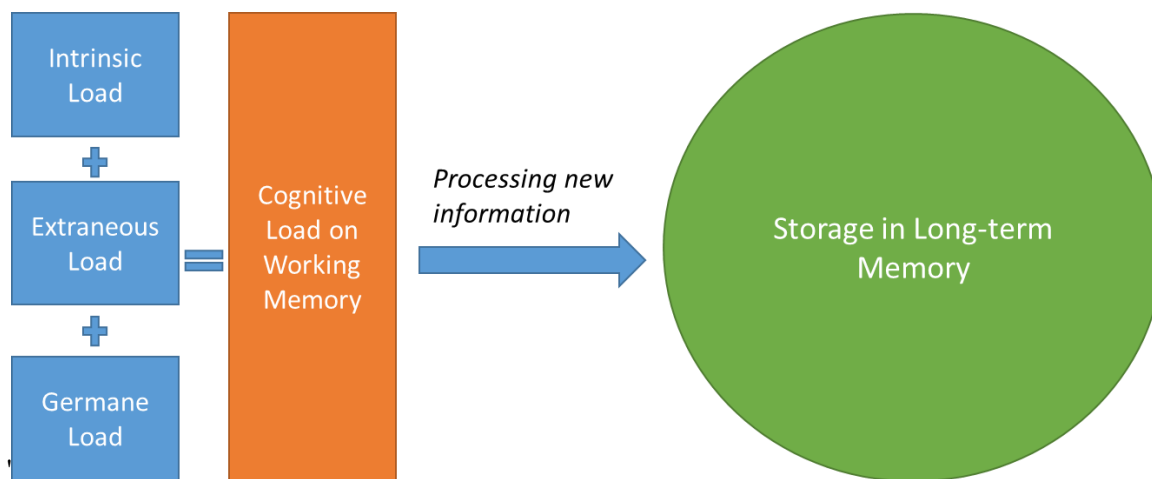 Intrinsic
Load
Extraneous
Load
Germane
Load
Cognitive
Load on
Working
Memory
Processing new
information
Storage in Long-term
Memory